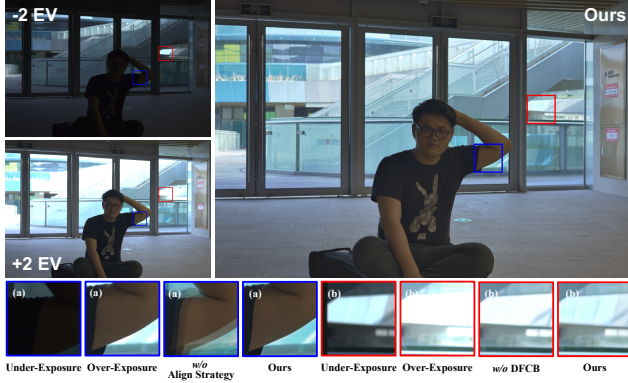 -2 EV
Ours
+2 EV
(a) (a) (a) (a) (b) (b) (b) (b)
Under-Exposure Over-Exposure w/o Align Strategy Ours Under-Exposure Over-Exposure w/o DFCB Ours